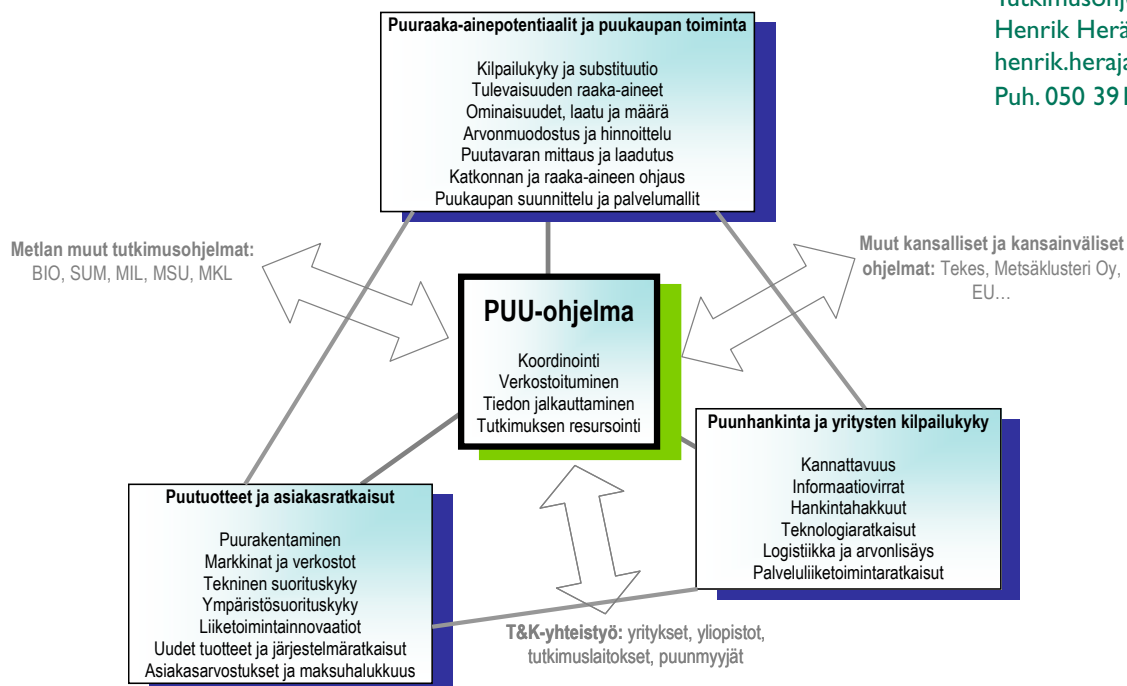 Henrik Herä
henrik.heraja
Puh. 050 391
Puuraaka-ainepotentiaalit ja puukaupan toiminta
Kilpailukyky ja substituutio
Tulevaisuuden raaka-aineet
Ominaisuudet, laatu ja määrä
Arvonmuodostus ja hinnoittelu
Puutavaran mittaus ja laadutus
Katkonnan ja raaka-aineen ohjaus
Puukaupan suunnittelu ja palvelumallit
Metlan muut tutkimusohjelmat:
BIO, SUM, MIL, MSU, MKL
Muut kansalliset ja kansainväliset
ohjelmat: Tekes, Metsäklusteri Oy,
EU…
PUU-ohjelma
Koordinointi
Verkostoituminen
Tiedon jalkauttaminen
Tutkimuksen resursointi
Puunhankinta ja yritysten kilpailukyky
Kannattavuus
Informaatiovirrat
Hankintahakkuut
Teknologiaratkaisut
Logistiikka ja arvonlisäys
Palveluliiketoimintaratkaisut
Puutuotteet ja asiakasratkaisut
Puurakentaminen
Markkinat ja verkostot
Tekninen suorituskyky
Ympäristösuorituskyky
Liiketoimintainnovaatiot
Uudet tuotteet ja järjestelmäratkaisut
Asiakasarvostukset ja maksuhalukkuus
T&K-yhteistyö: yritykset, yliopistot,
tutkimuslaitokset, puunmyyjät